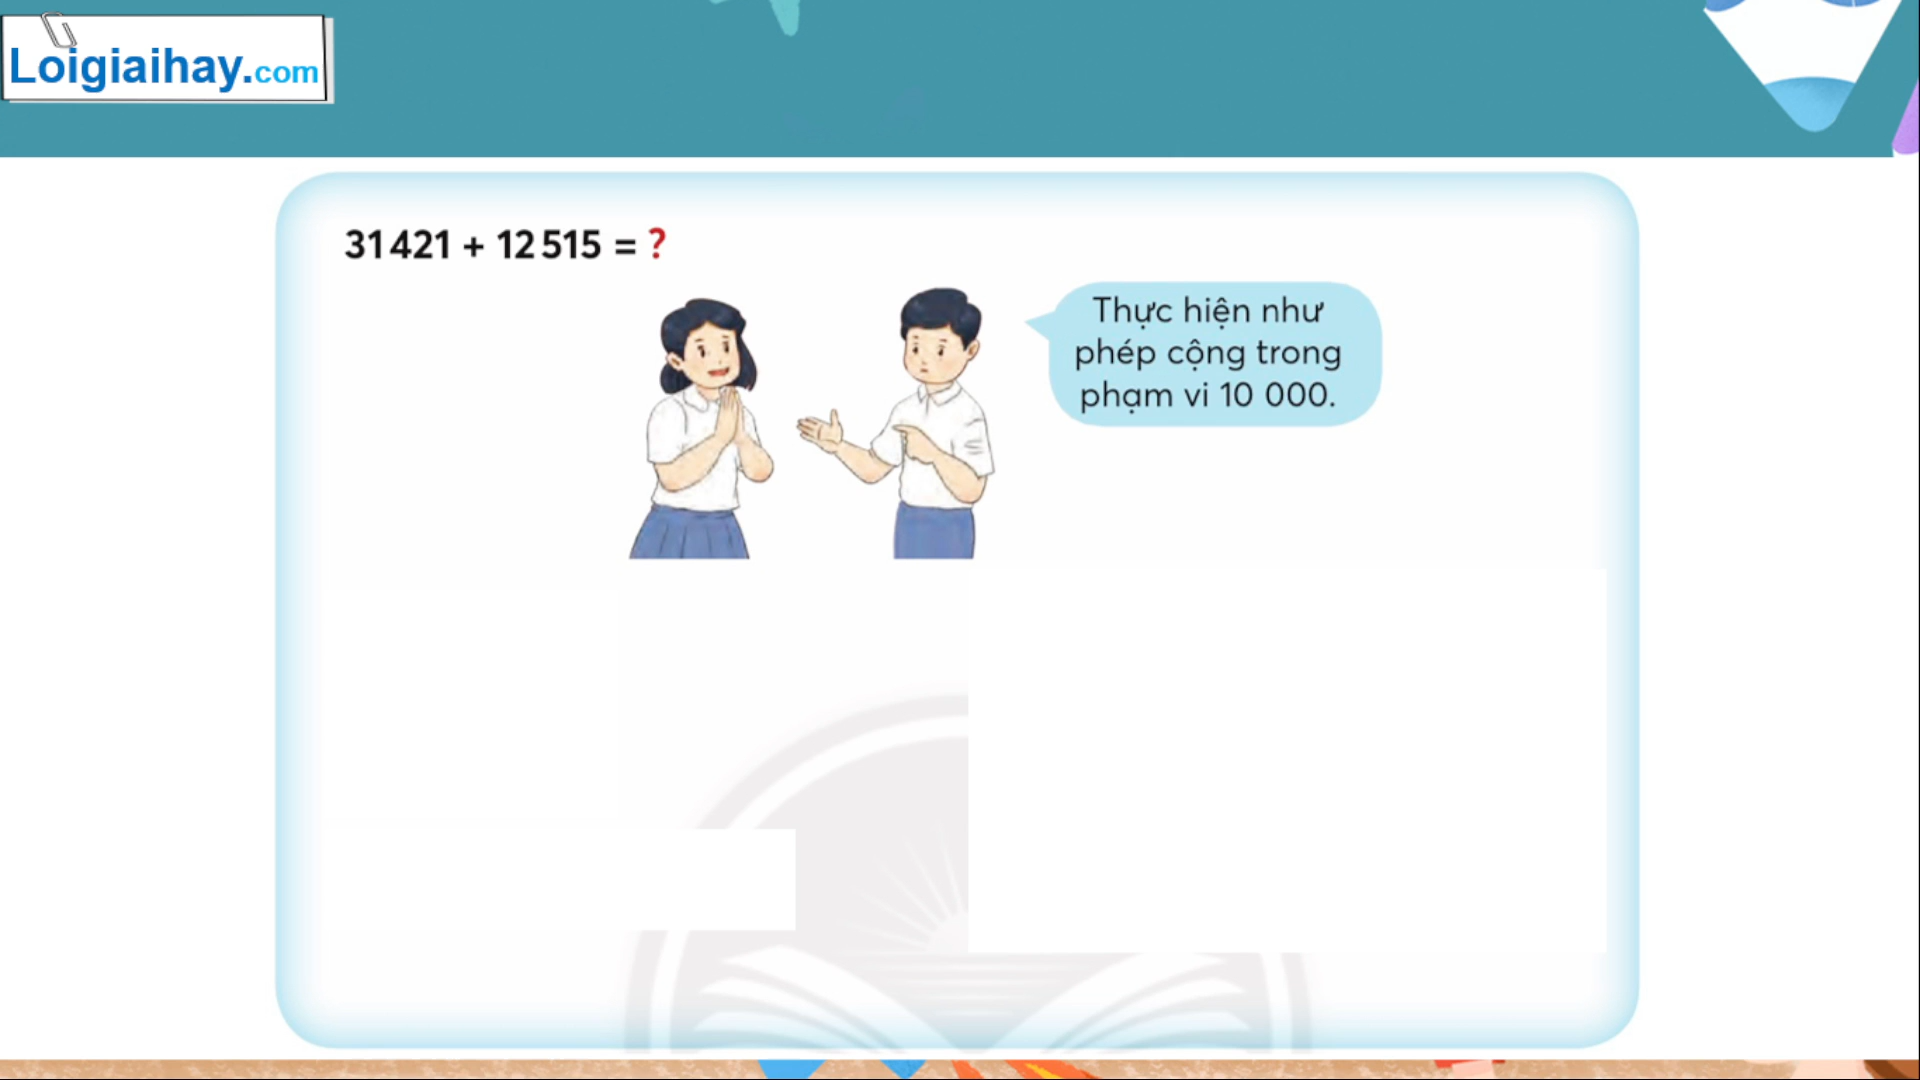 Loigiaihay.com
31 421 + 12 515 = ?
Thực hiện như
phép cộng trong
phạm vi 10 000.